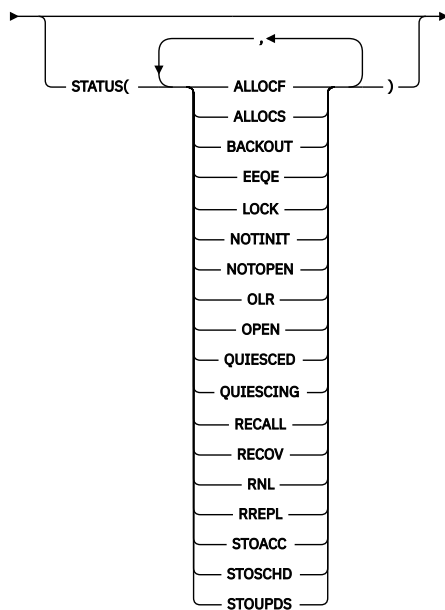 ,
STATUS( ALLOCF )
ALLOCS
BACKOUT
EEQE
LOCK
NOTINIT
NOTOPEN
OLR
OPEN
QUIESCED
QUIESCING
RECALL
RECOV
RNL
RREPL
STOACC
STOSCHD
STOUPDS